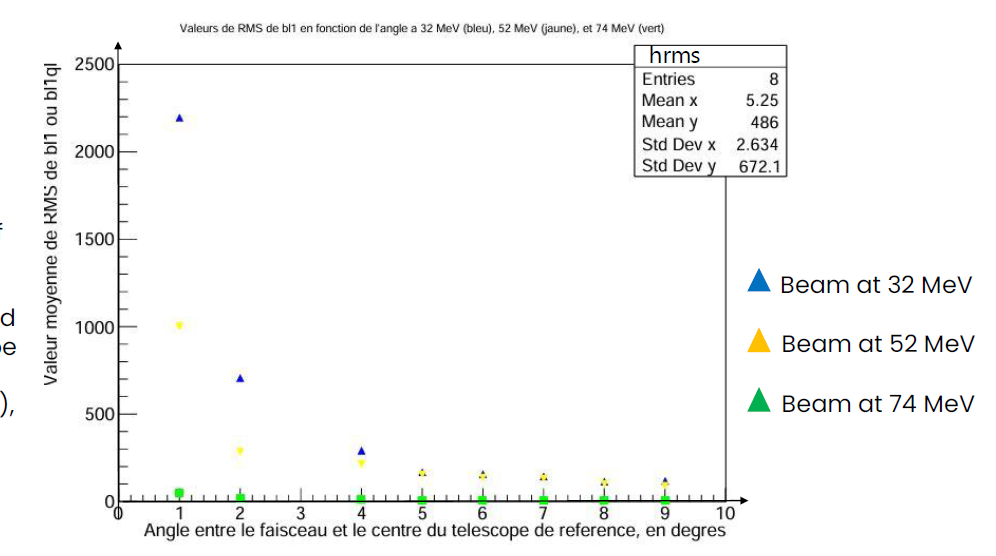 Valeurs de RMS de bl1 en fonction de l'angle a 32 MeV (bleu), 52 MeV (jaune), et 74 MeV (vert)
hrms
Entries 8
Mean x 5.25
Mean y 486
Std Dev x 2.634
Std Dev y 672.1
Valeur moyenne de RMS de bl1 ou bl1ql
2500
2000
1500
1000
500
0
0 1 2 3 4 5 6 7 8 9 10
Angle entre le faisceau et le centre du telescope de reference, en degres
Beam at 32 MeV
Beam at 52 MeV
Beam at 74 MeV
d
),